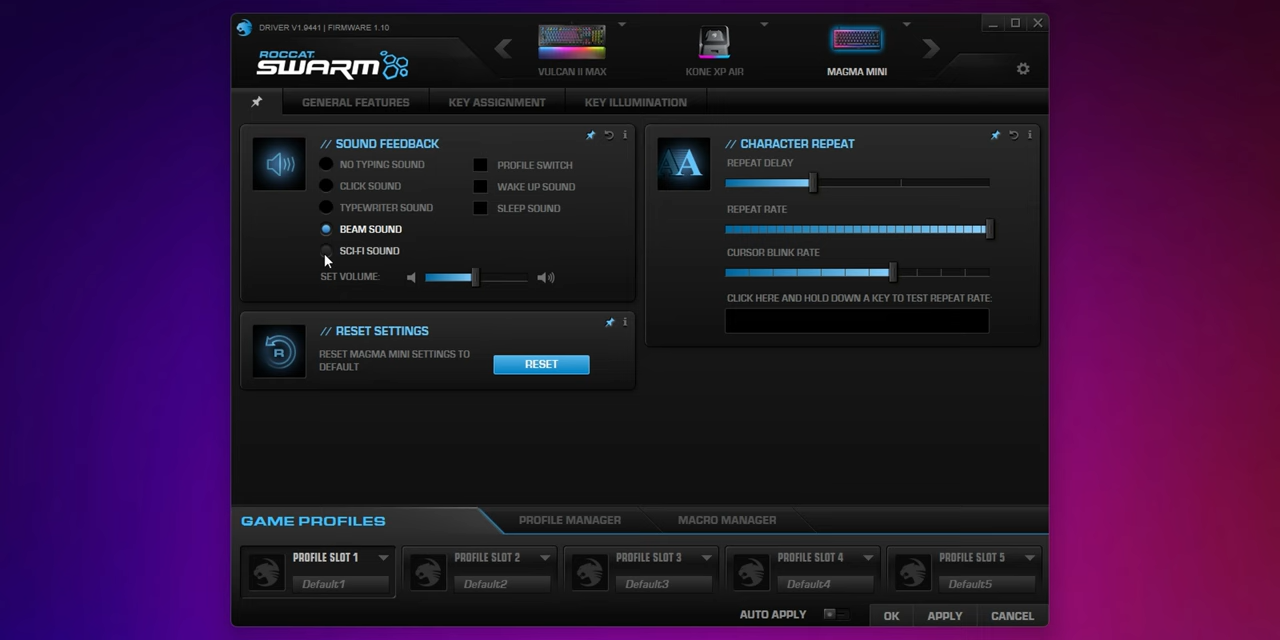 DRIVER V1.9441 | FIRMWARE 1.10
ROCCAT
SWARM
VULCAN II MAX
KONE XP AIR
MAGMA MINI
GENERAL FEATURES
KEY ASSIGNMENT
KEY ILLUMINATION
// SOUND FEEDBACK
NO TYPING SOUND
CLICK SOUND
TYPEWRITER SOUND
BEAM SOUND
SCI-FI SOUND
PROFILE SWITCH
WAKE UP SOUND
SLEEP SOUND
SET VOLUME:
// CHARACTER REPEAT
REPEAT DELAY
REPEAT RATE
CURSOR BLINK RATE
CLICK HERE AND HOLD DOWN A KEY TO TEST REPEAT RATE:
// RESET SETTINGS
RESET MAGMA MINI SETTINGS TO
DEFAULT
RESET
GAME PROFILES
PROFILE MANAGER
MACRO MANAGER
PROFILE SLOT 1
Default1
PROFILE SLOT 2
Default2
PROFILE SLOT 3
Default3
PROFILE SLOT 4
Default4
PROFILE SLOT 5
Default5
AUTO APPLY
OK
APPLY
CANCEL